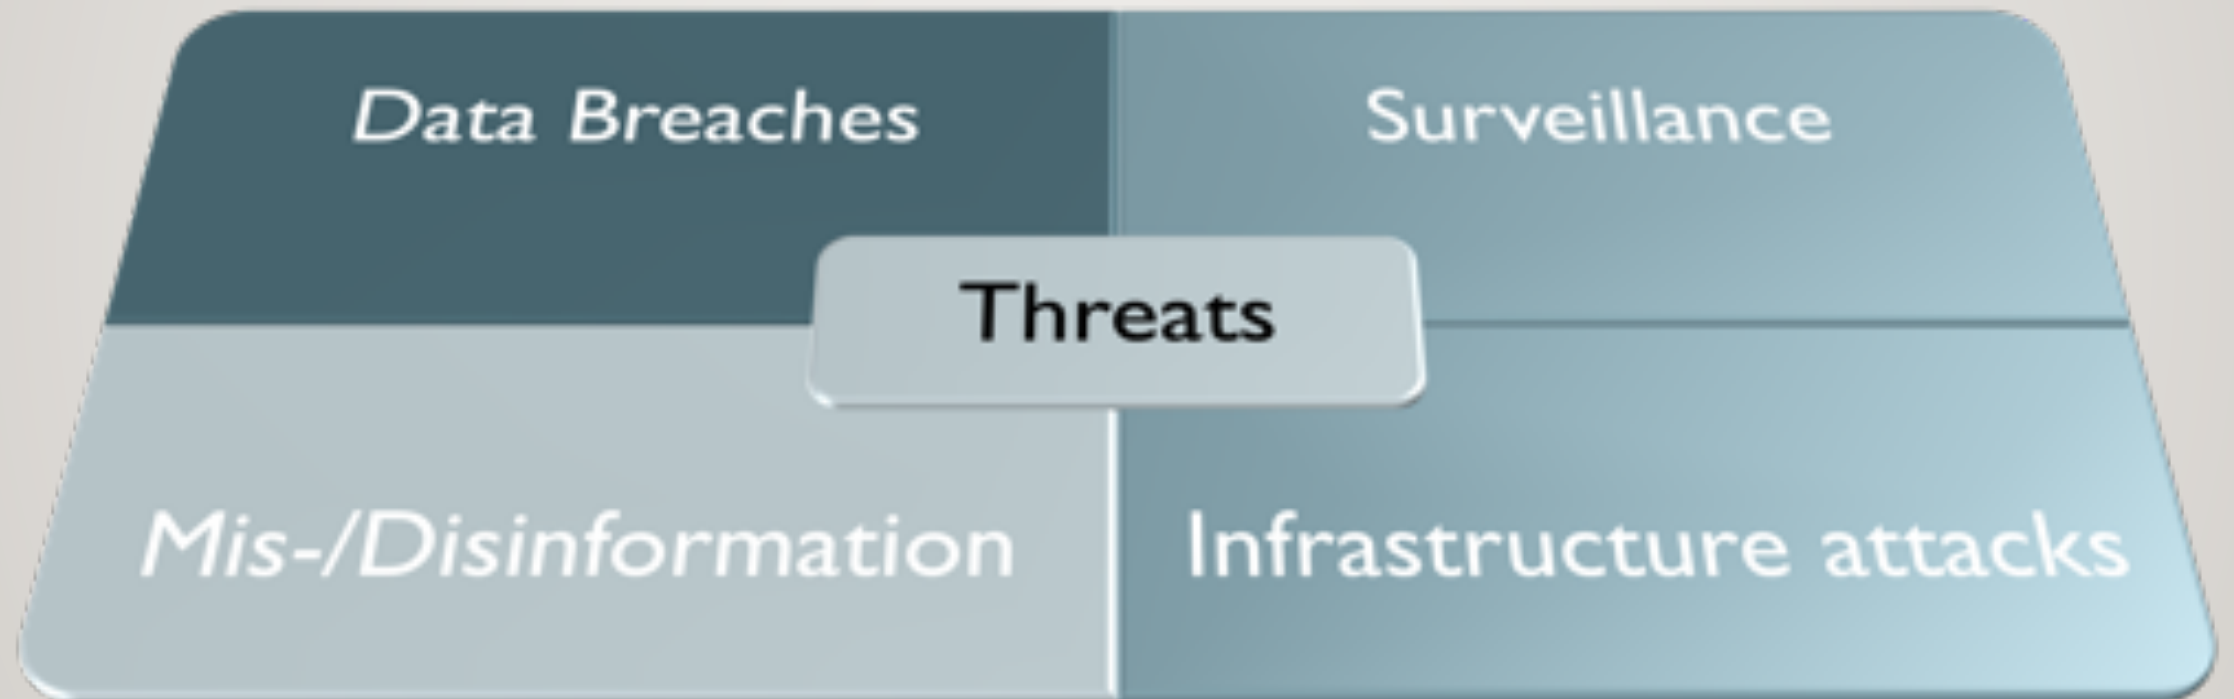 Data Breaches
Surveillance
Threats
Mis-/Disinformation
Infrastructure attacks